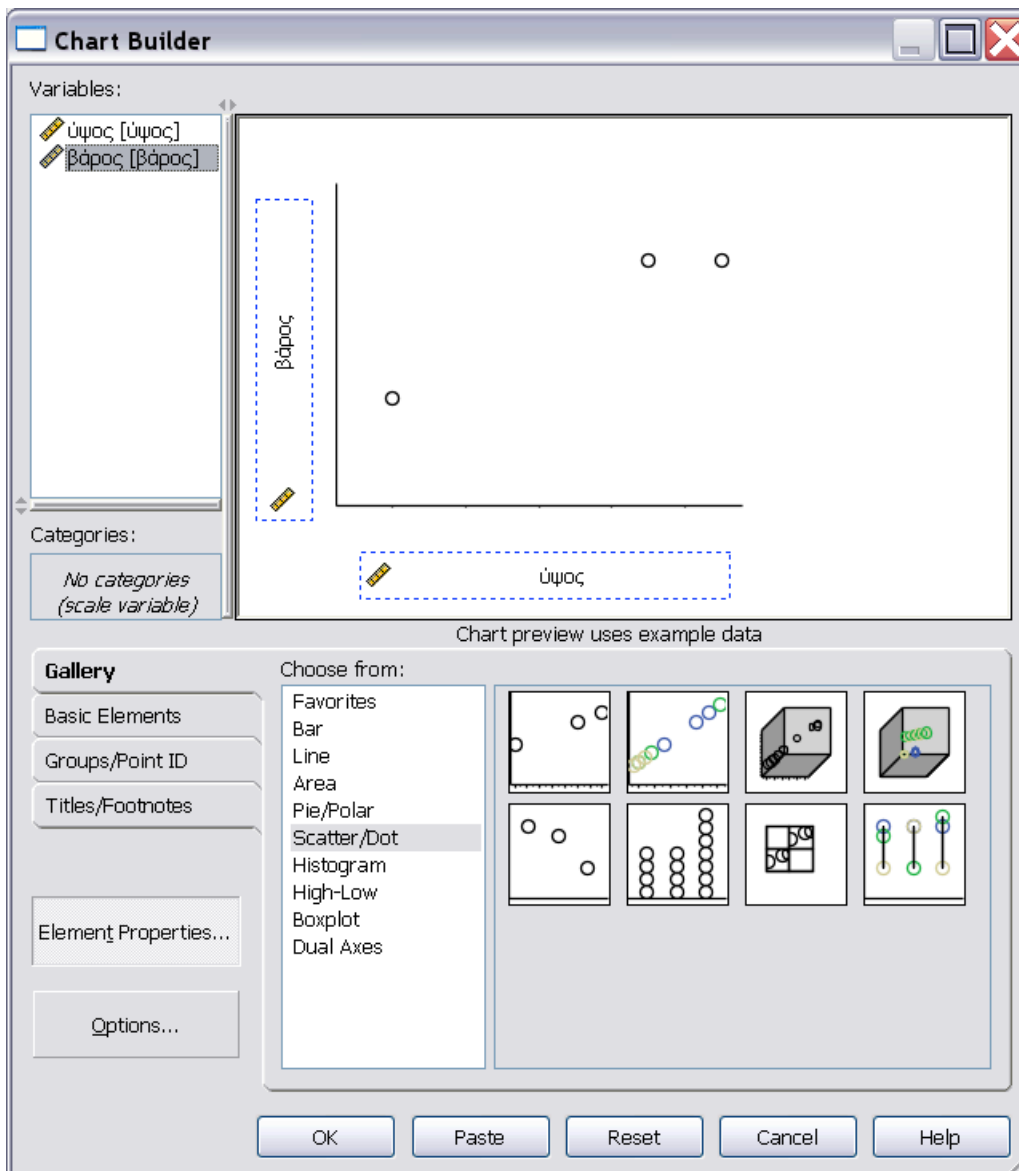 Chart Builder
Variables:
ύψος [ύψος]
βάρος [βάρος]
βάρος
ύψος
Categories:
No categories
(scale variable)
Chart preview uses example data
Gallery
Basic Elements
Groups/Point ID
Titles/Footnotes
Element Properties...
Options...
Choose from:
Favorites
Bar
Line
Area
Pie/Polar
Scatter/Dot
Histogram
High-Low
Boxplot
Dual Axes
OK
Paste
Reset
Cancel
Help